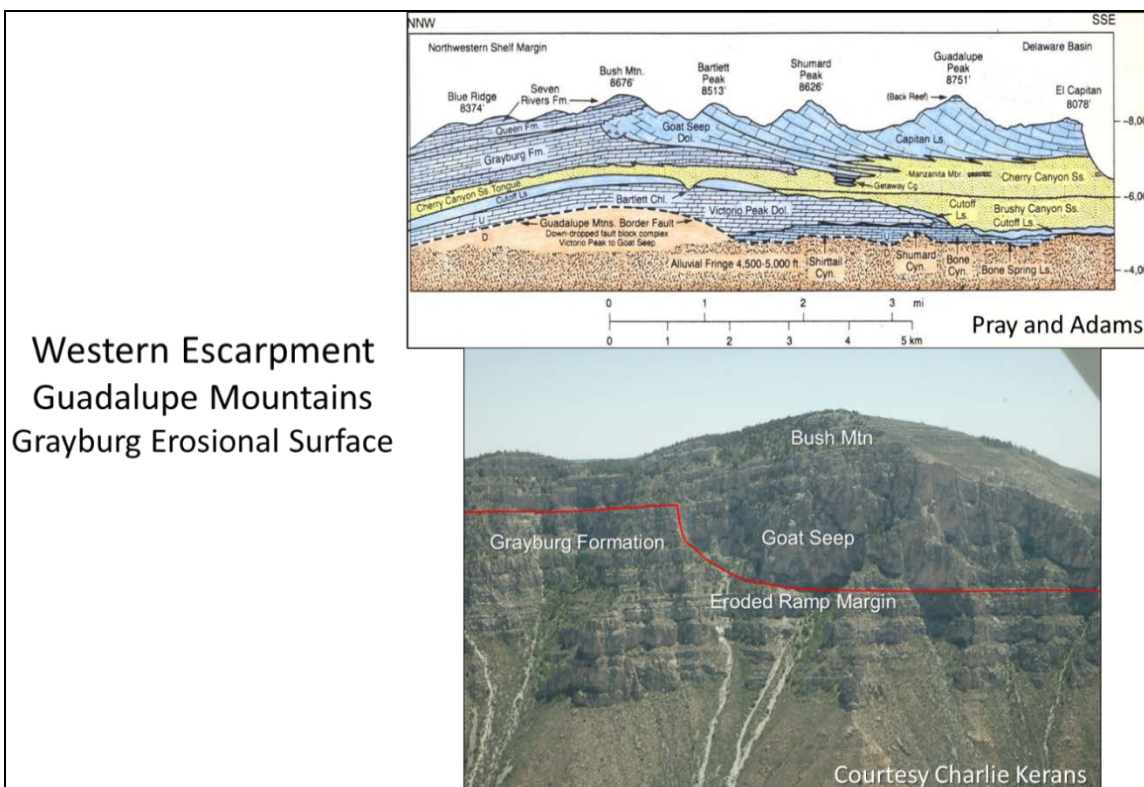 Western Escarpment
Guadalupe Mountains
Grayburg Erosional Surface
NNW
SSE
Northwestern Shelf Margin
Delaware Basin
Blue Ridge
8374'
Seven
Rivers Fm.
Bush Mtn.
8676'
Bartlett
Peak
8513'
Shumard
Peak
8626'
Guadalupe
Peak
8751'
(Back Reef)
El Capitan
8078'
Queen Fm.
Goat Seep
Dol.
Capitan Ls.
8,00
Grayburg Fm.
Manzanita Mbr.
Cherry Canyon Ss.
Getaway Cg.
Cherry Canyon Ss. Tongue
Cutoff Ls.
Bartlett Chl.
Victorio Peak Dol.
Cutoff
Ls.
Brushy Canyon Ss.
Cutoff Ls.
6,00
U
D
Guadalupe Mtns. Border Fault
Down-dropped fault block complex
Victorio Peak to Goat Seep
U
D
Alluvial Fringe 4,500-5,000 ft.
Shirttail
Cyn.
Shumard
Cyn.
Bone
Cyn.
Bone Spring Ls.
4,00
0 1 2 3 mi
0 1 2 3 4 5 km
Pray and Adams
Bush Mtn
Grayburg Formation
Goat Seep
Eroded Ramp Margin
Courtesy Charlie Kerans